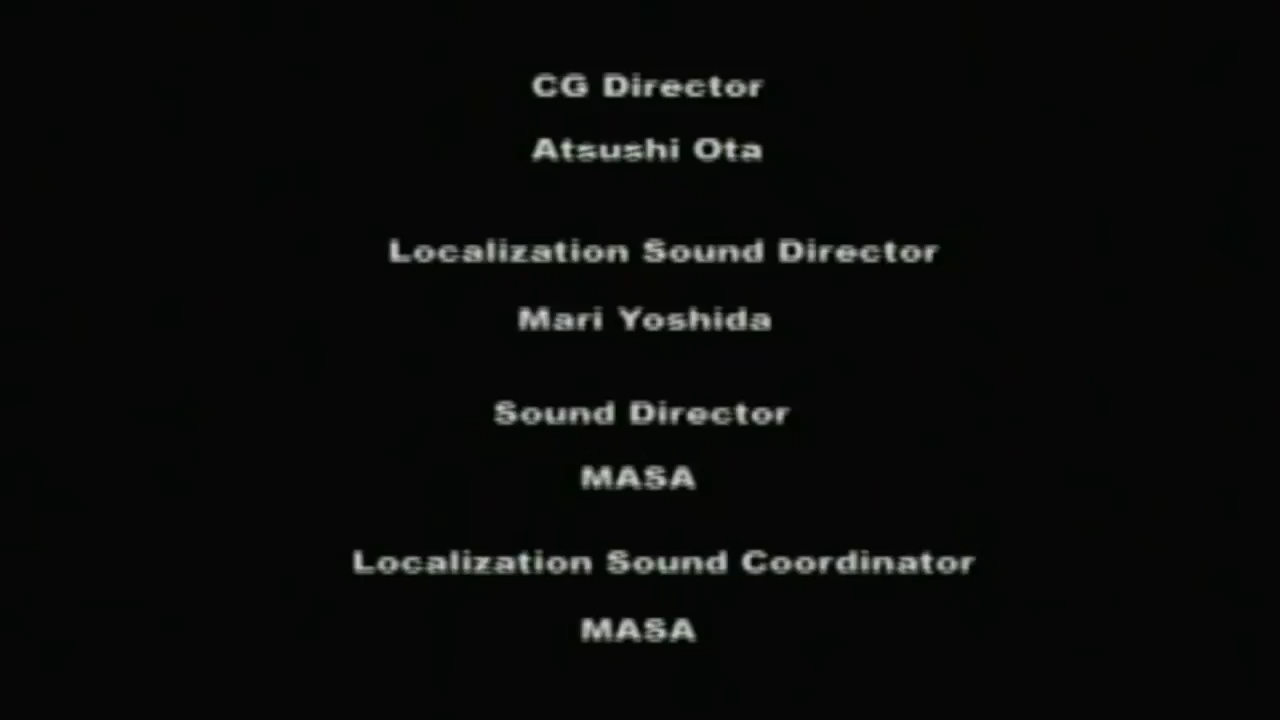 CG Director
Atsushi Ota
Localization Sound Director
Mari Yoshida
Sound Director
MASA
Localization Sound Coordinator
MASA